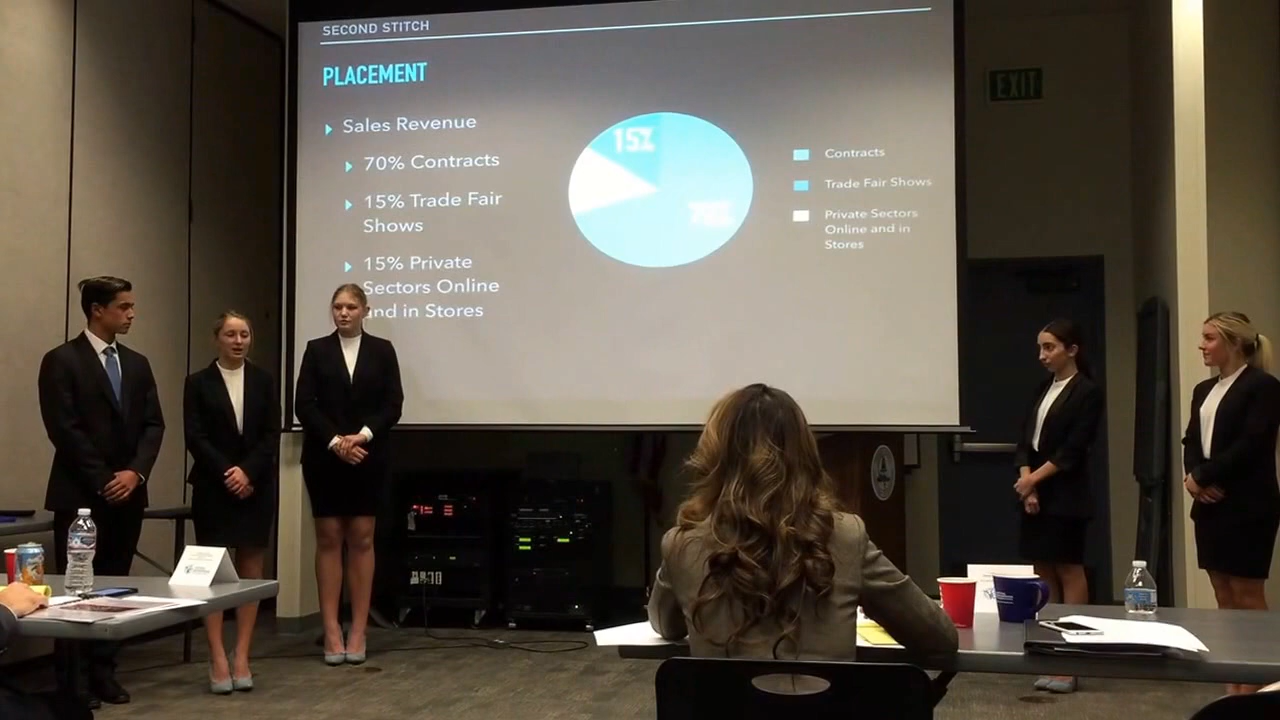 SECOND STITCH
PLACEMENT
Sales Revenue
70% Contracts
15% Trade Fair
Shows
15% Private
Sectors Online
and in Stores
15%
70%
Contracts
Trade Fair Shows
Private Sectors
Online and in
Stores
EXIT